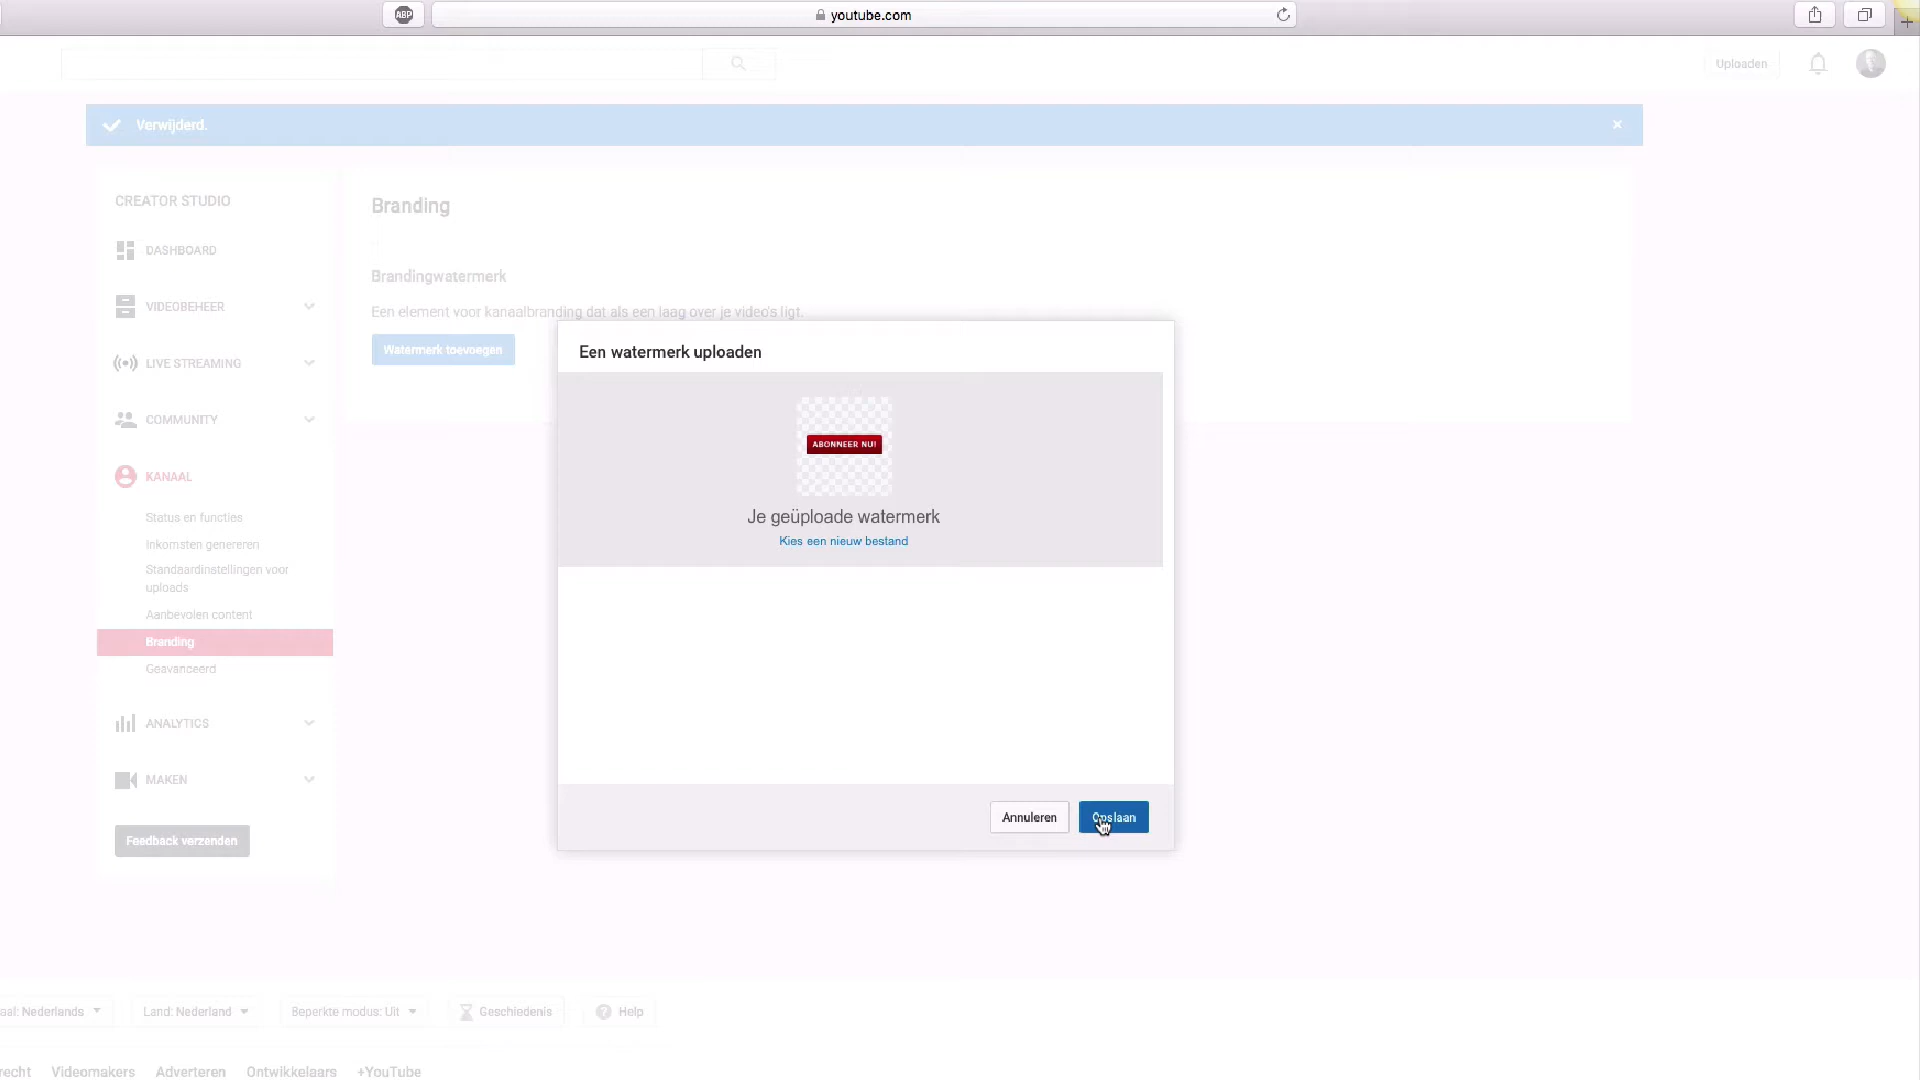 ABP
youtube.com
Uploaden
Verwijderd.
CREATOR STUDIO
DASHBOARD
VIDEOBEHEER
LIVE STREAMING
COMMUNITY
KANAAL
Status en functies
Inkomsten genereren
Standaardinstellingen voor
uploads
Aanbevolen content
Branding
Geavanceerd
ANALYTICS
MAKEN
Feedback verzenden
Branding
Brandingwatermerk
Een element voor kanaalbranding dat als een laag over je video's ligt.
Watermerk toevoegen
Een watermerk uploaden
ABONNEER NU!
Je geüploade watermerk
Kies een nieuw bestand
Annuleren
Opslaan
aal: Nederlands
Land: Nederland
Beperkte modus: Uit
Geschiedenis
Help
recht
Videomakers
Adverteren
Ontwikkelaars
+YouTube